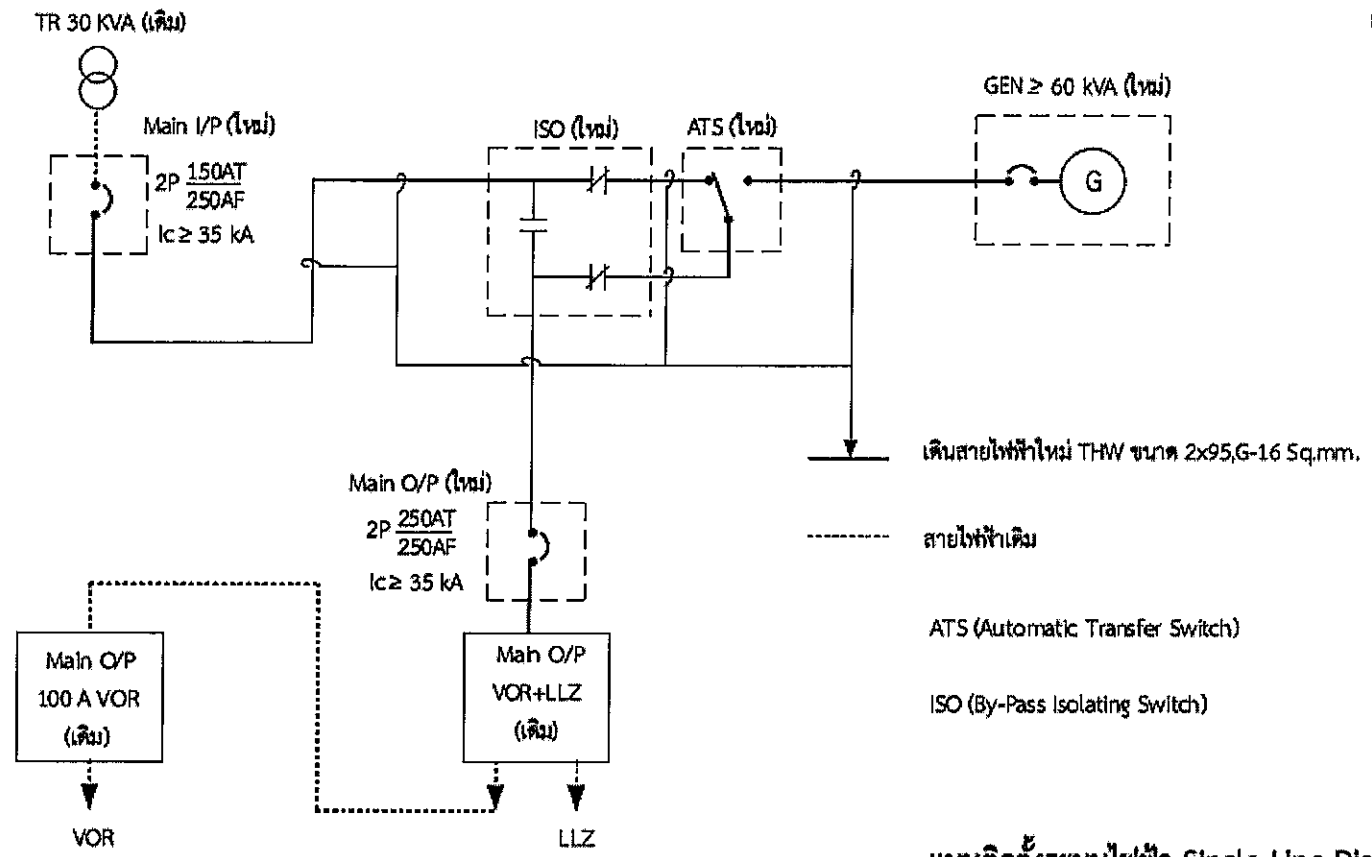 TR 30 KVA (เดิม)
GEN ≥ 60 kVA (ใหม่)
Main I/P (ใหม่)
ISO (ใหม่)
ATS (ใหม่)
2P 150AT
250AF
Ic ≥ 35 kA
G
เดินสายไฟฟ้าใหม่ THW ขนาด 2x95,G-16 Sq.mm.
Main O/P (ใหม่)
2P 250AT
250AF
Ic ≥ 35 kA
สายไฟฟ้าเดิม
ATS (Automatic Transfer Switch)
Main O/P
100 A VOR
(เดิม)
Main O/P
VOR+LLZ
(เดิม)
ISO (By-Pass Isolating Switch)
VOR
LLZ
Single Line